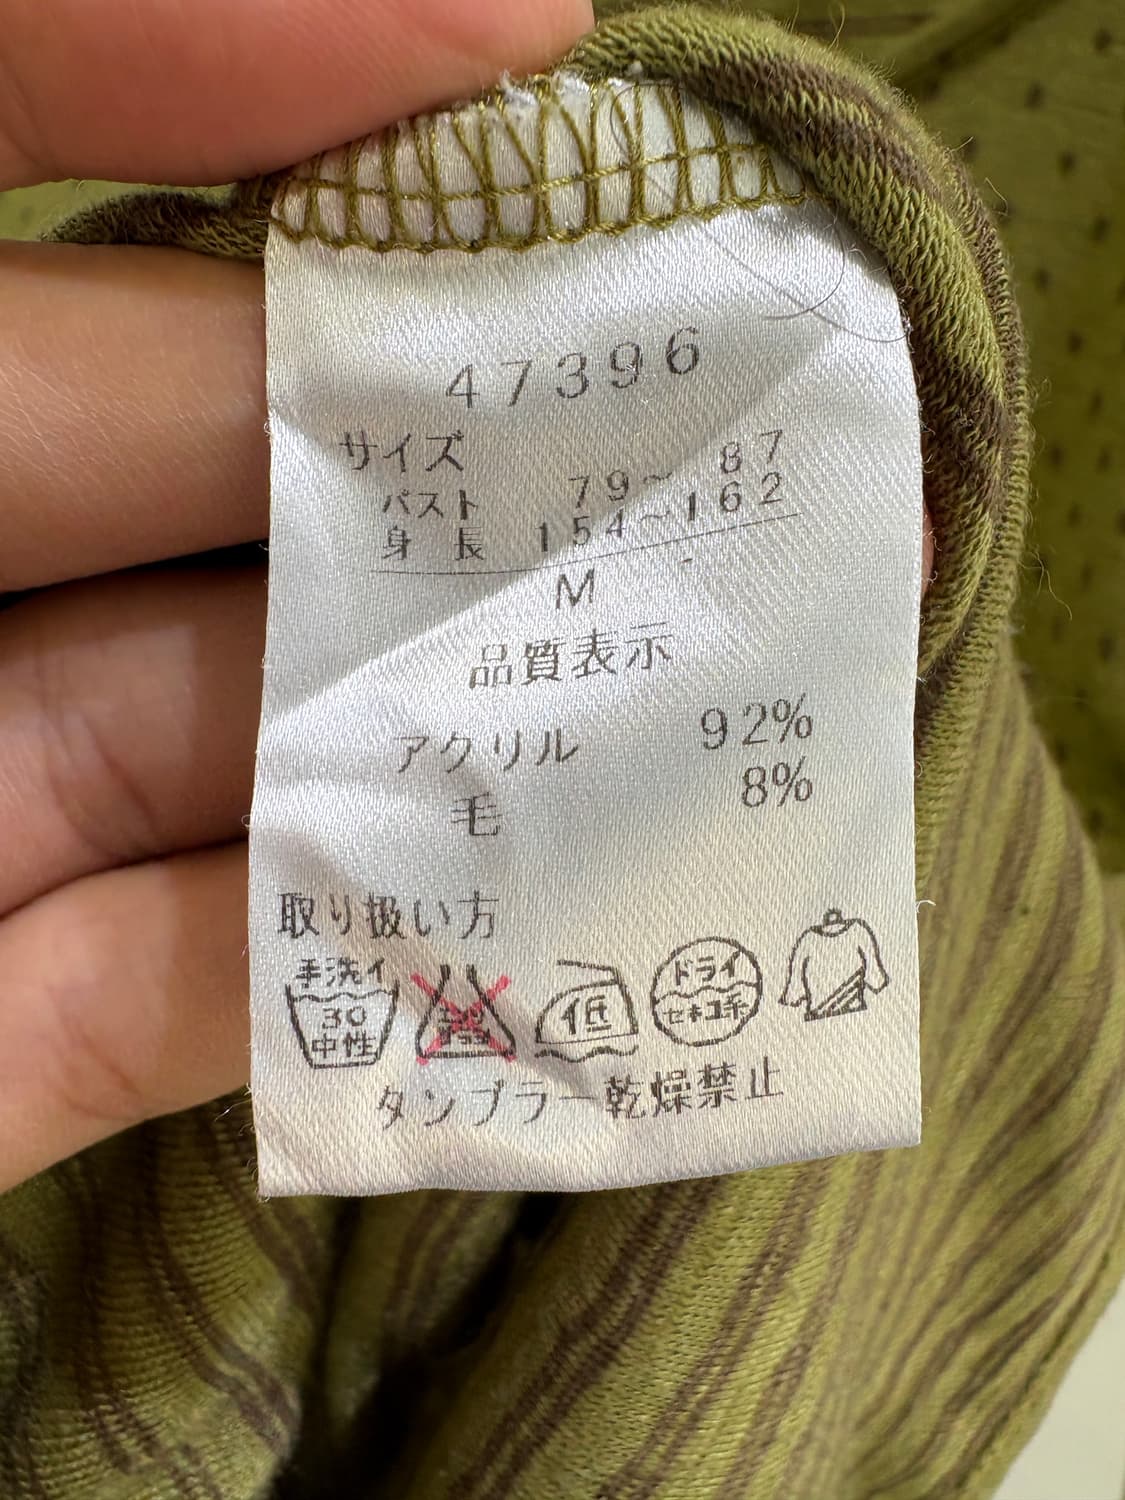 47396
サイズ
バスト 79～87
身長 154～162
M
品質表示
アクリル 92%
毛 8%
取り扱い方
手洗イ
30
中性
低
ドライ
セキユ系
タンブラー乾燥禁止